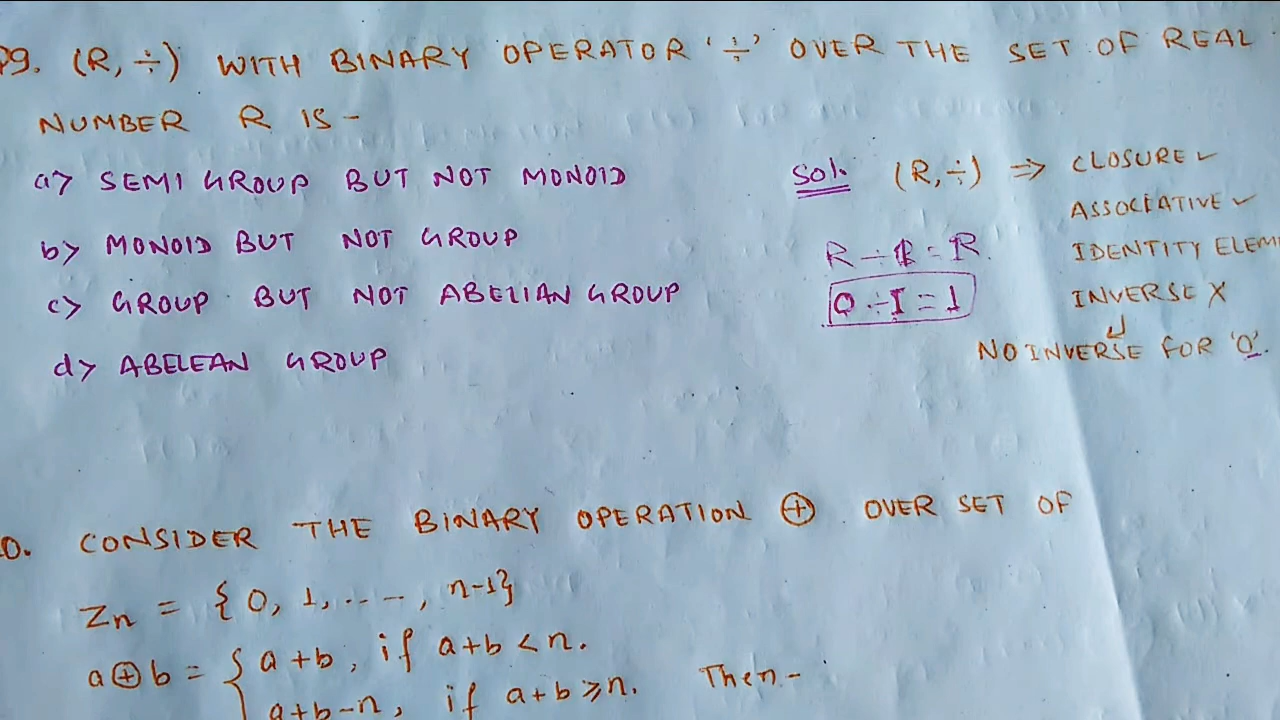 29. (R, ÷) WITH BINARY OPERATOR '÷' OVER THE SET OF REAL
NUMBER R IS -
a> SEMI GROUP BUT NOT MONOID
b> MONOID BUT NOT GROUP
c> GROUP BUT NOT ABELIAN GROUP
d> ABELEAN GROUP
Sol. (R, ÷) ⇒ CLOSURE ✓
ASSOCIATIVE ✓
R ÷ R = R.
IDENTITY ELEM
0 ÷ I = 1
INVERSE X
NO INVERSE FOR '0'.
0. CONSIDER THE BINARY OPERATION ⊕ OVER SET OF
Zn = {0, 1, ..., n-1}
a⊕b = { a+b, if a+b < n.
a+b-n, if a+b ≥ n. Then -